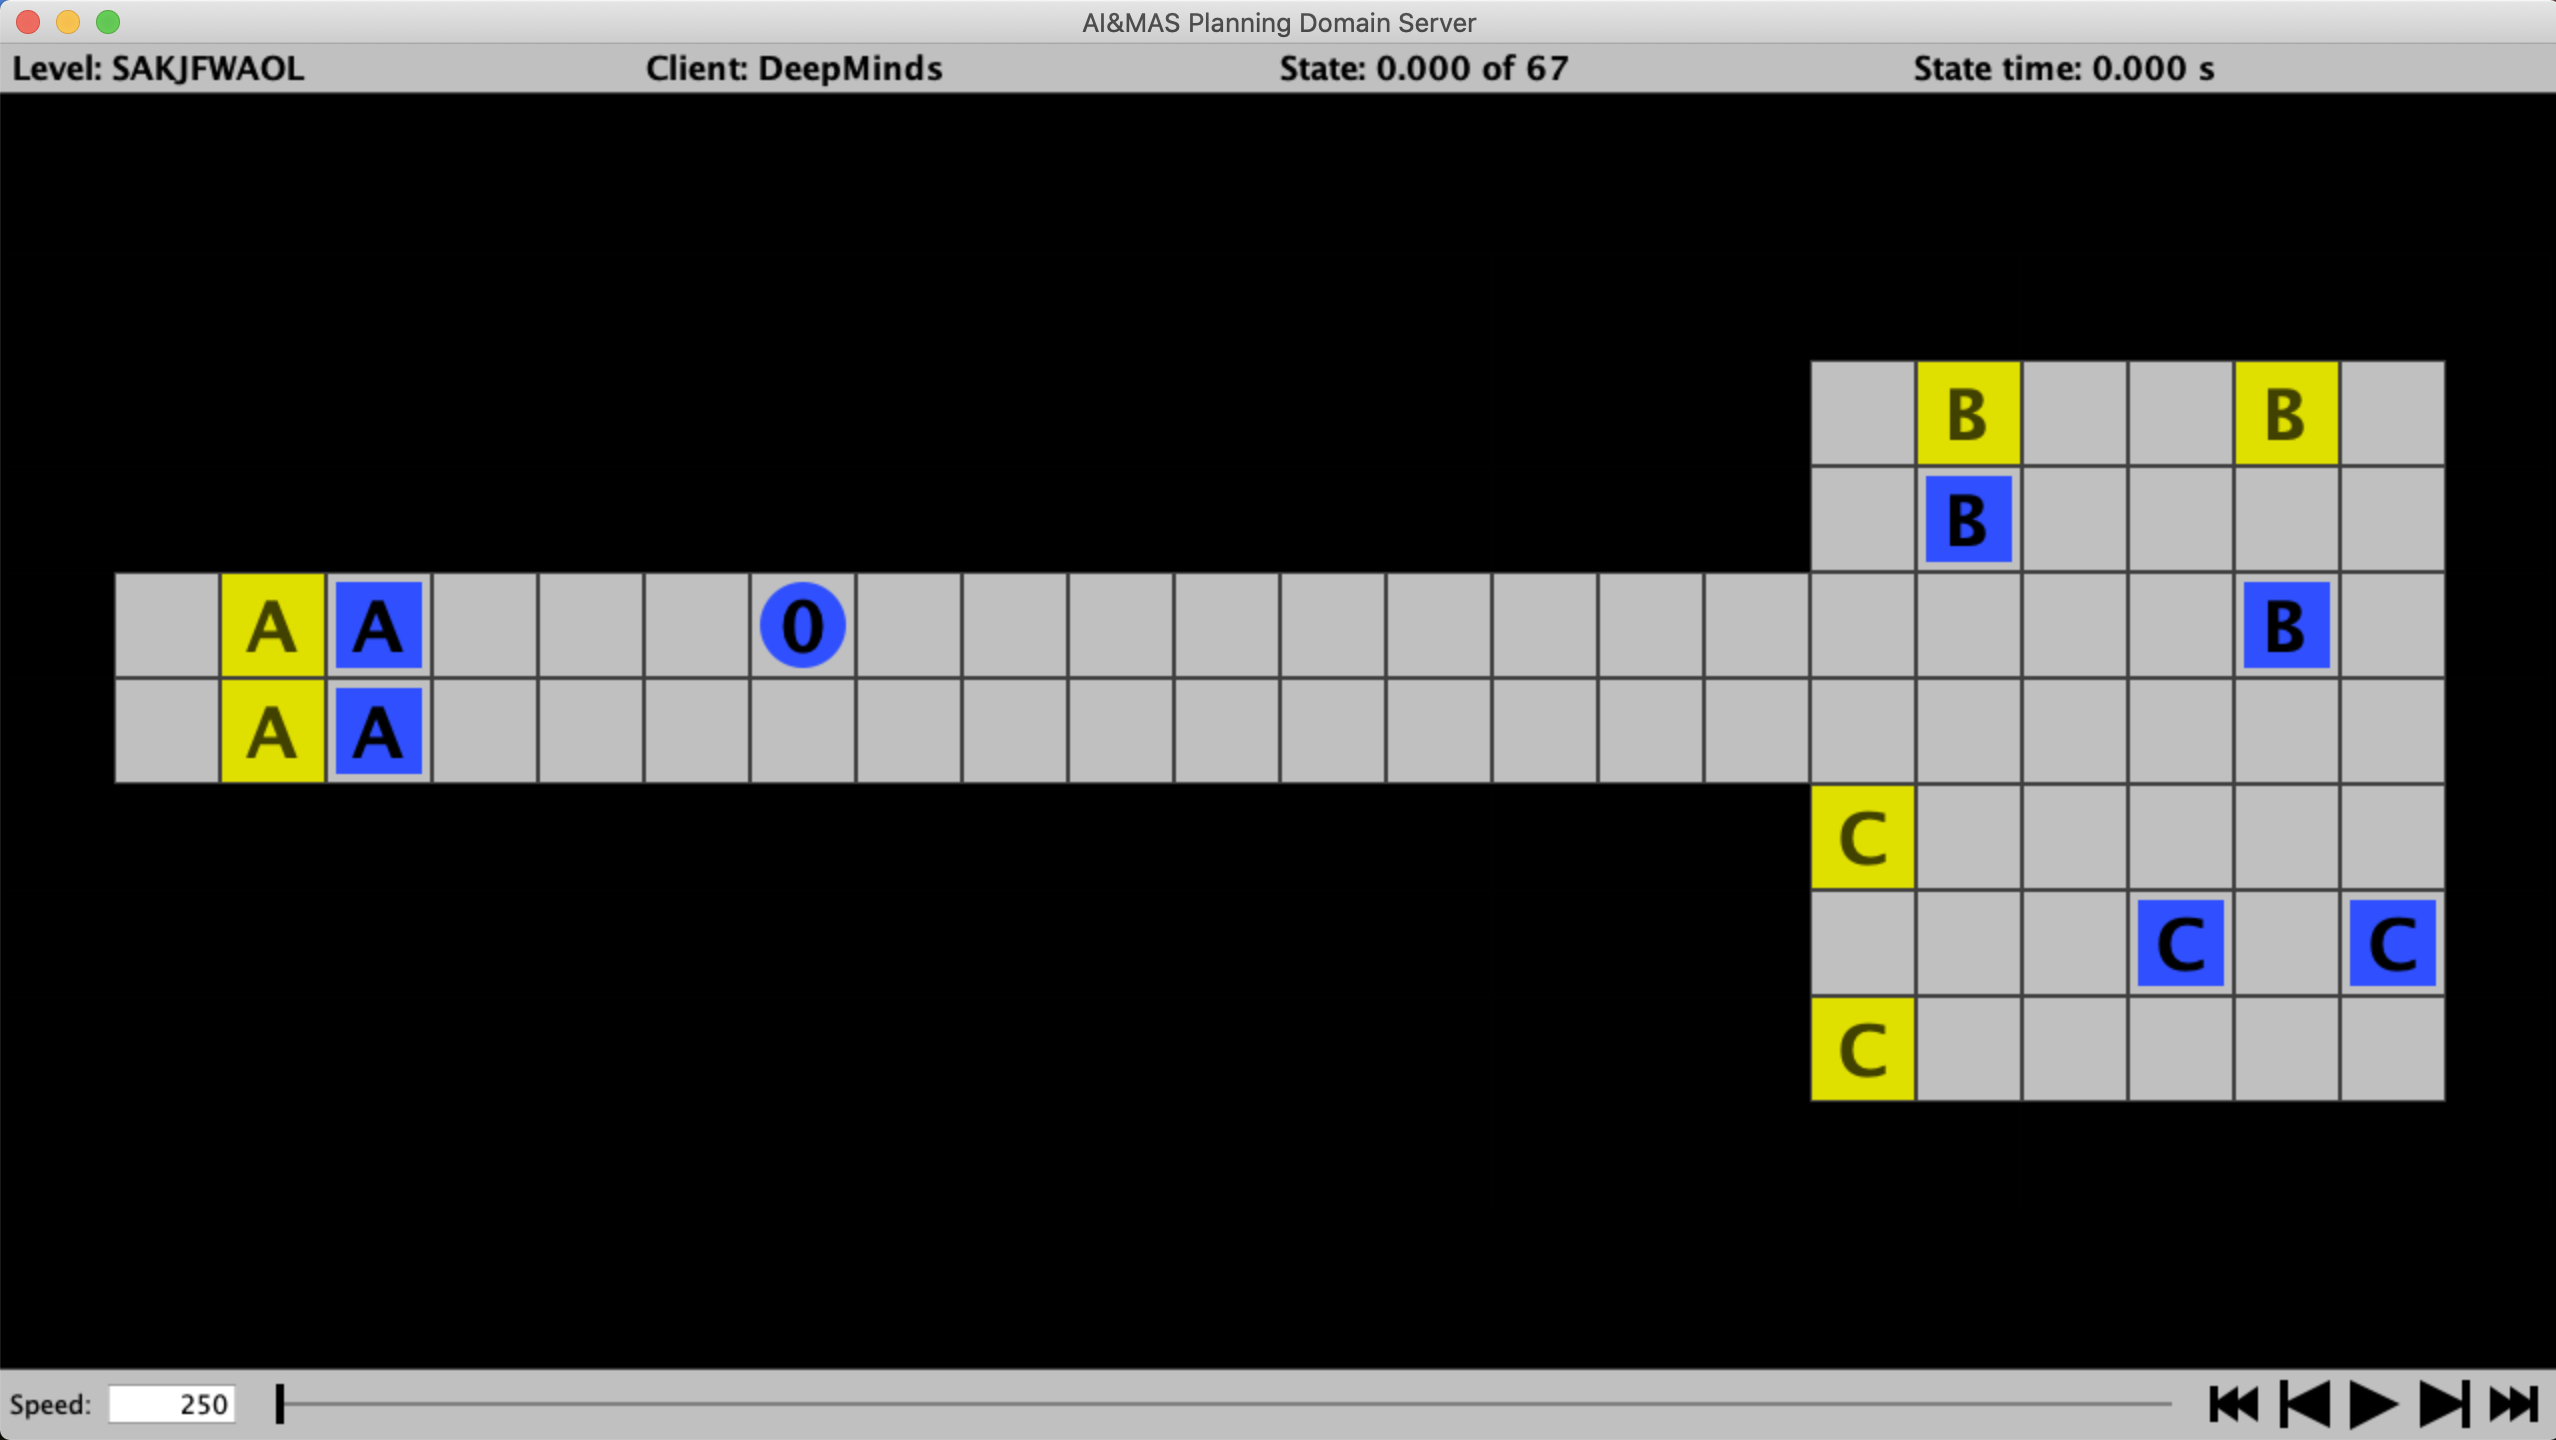 AI&MAS Planning Domain Server
Level: SAKJFWAOL Client: DeepMinds State: 0.000 of 67 State time: 0.000 s
B B
B
A A 0 B
A A
C
C C
C
Speed: 250